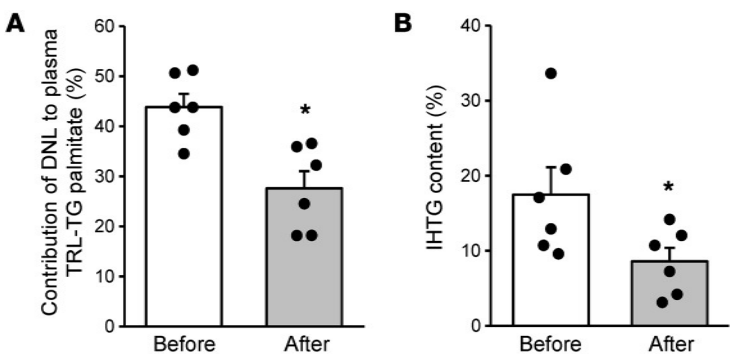 A
Contribution of DNL to plasma
TRL-TG palmitate (%)
60
50
40
30
20
10
0
*
Before
After
B
IHTG content (%)
40
30
20
10
0
*
Before
After